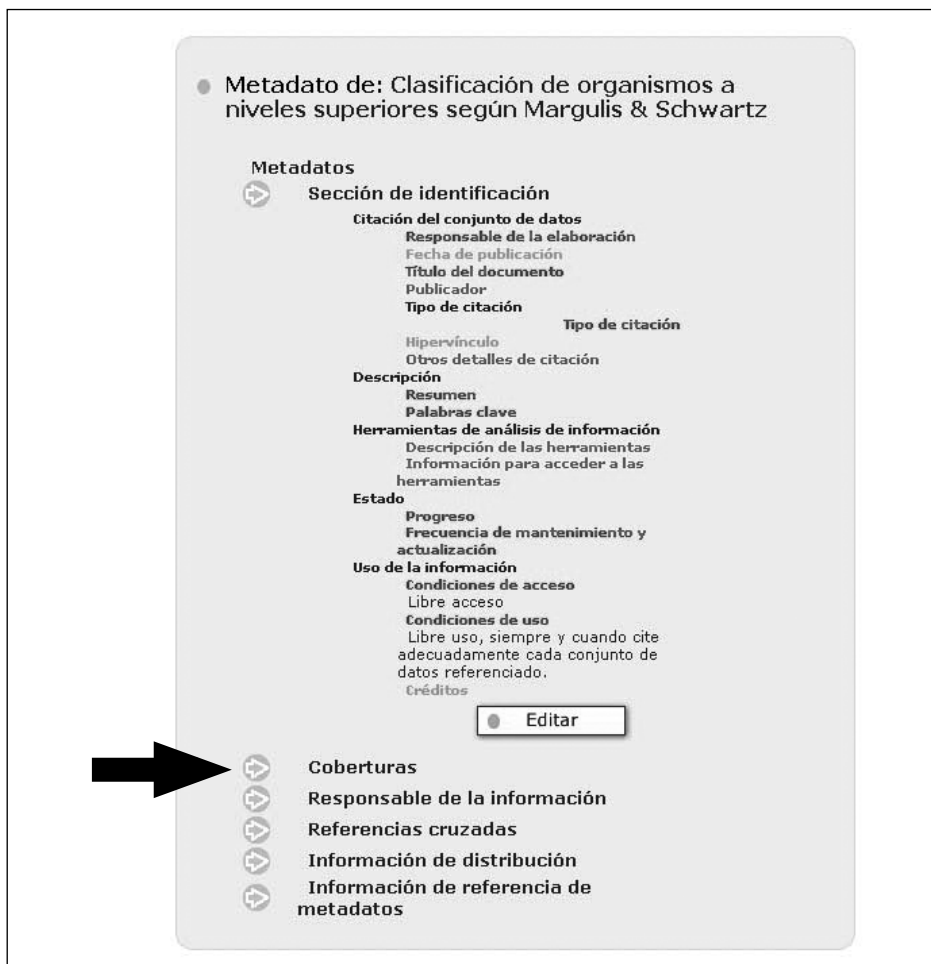 Metadato de: Clasificación de organismos a
niveles superiores según Margulis & Schwartz
Metadatos
Sección de identificación
Citación del conjunto de datos
Responsable de la elaboración
Fecha de publicación
Título del documento
Publicador
Tipo de citación
Tipo de citación
Hipervínculo
Otros detalles de citación
Descripción
Resumen
Palabras clave
Herramientas de análisis de información
Descripción de las herramientas
Información para acceder a las
herramientas
Estado
Progreso
Frecuencia de mantenimiento y
actualización
Uso de la información
Condiciones de acceso
Libre acceso
Condiciones de uso
Libre uso, siempre y cuando cite
adecuadamente cada conjunto de
datos referenciado.
Créditos
Editar
Coberturas
Responsable de la información
Referencias cruzadas
Información de distribución
Información de referencia de
metadatos